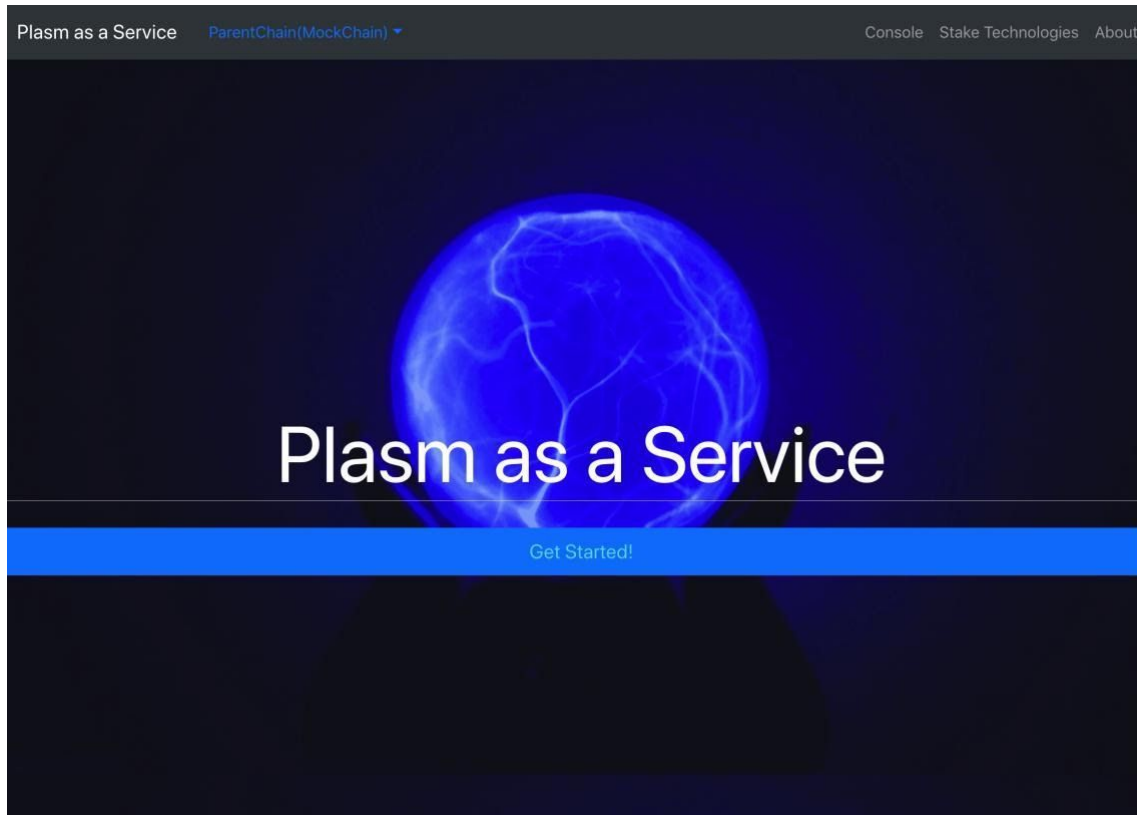 Plasm as a Service ParentChain(MockChain) Console Stake Technologies About
Plasm as a Service
Get Started!